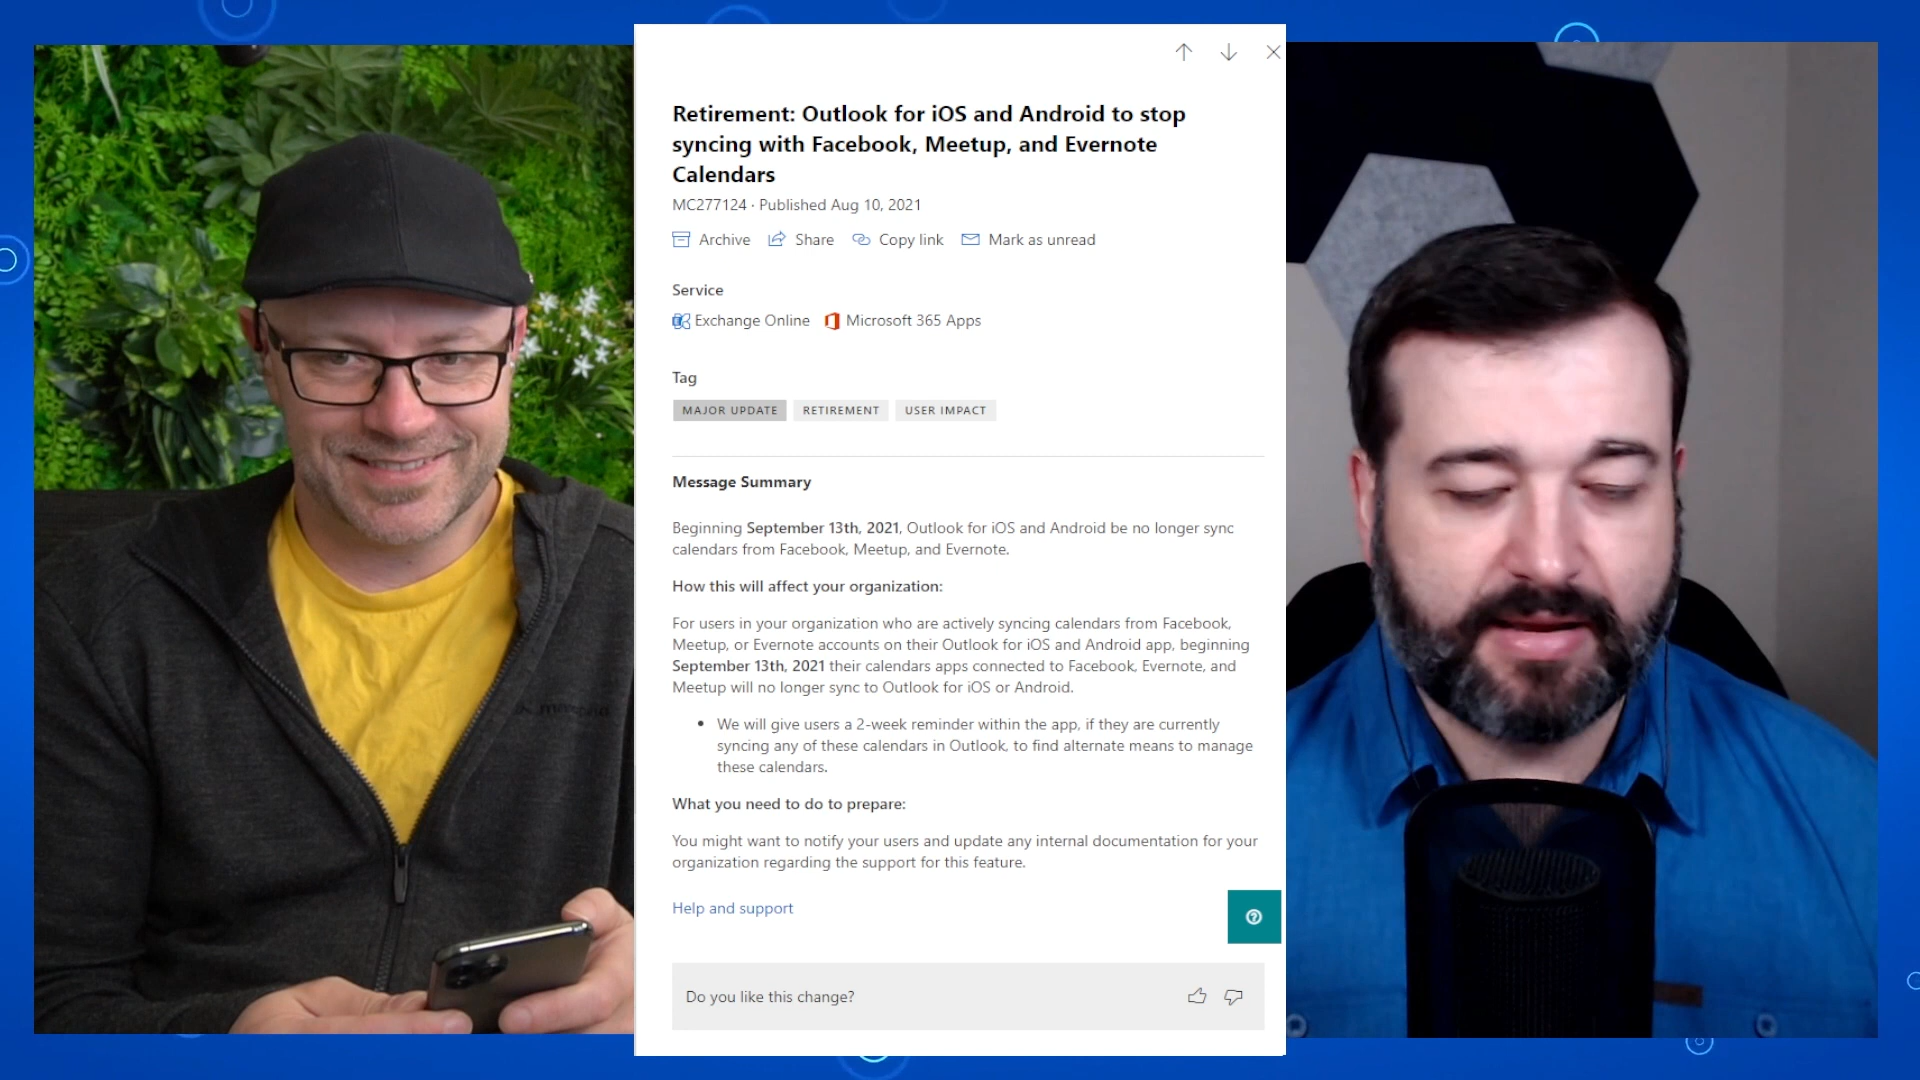 Retirement: Outlook for iOS and Android to stop
syncing with Facebook, Meetup, and Evernote
Calendars
MC277124 · Published Aug 10, 2021
Archive Share Copy link Mark as unread
Service
Exchange Online Microsoft 365 Apps
Tag
MAJOR UPDATE RETIREMENT USER IMPACT
Message Summary
Beginning September 13th, 2021, Outlook for iOS and Android be no longer sync
calendars from Facebook, Meetup, and Evernote.
How this will affect your organization:
For users in your organization who are actively syncing calendars from Facebook,
Meetup, or Evernote accounts on their Outlook for iOS and Android app, beginning
September 13th, 2021 their calendars apps connected to Facebook, Evernote, and
Meetup will no longer sync to Outlook for iOS or Android.
• We will give users a 2-week reminder within the app, if they are currently
syncing any of these calendars in Outlook, to find alternate means to manage
these calendars.
What you need to do to prepare:
You might want to notify your users and update any internal documentation for your
organization regarding the support for this feature.
Help and support
Do you like this change?